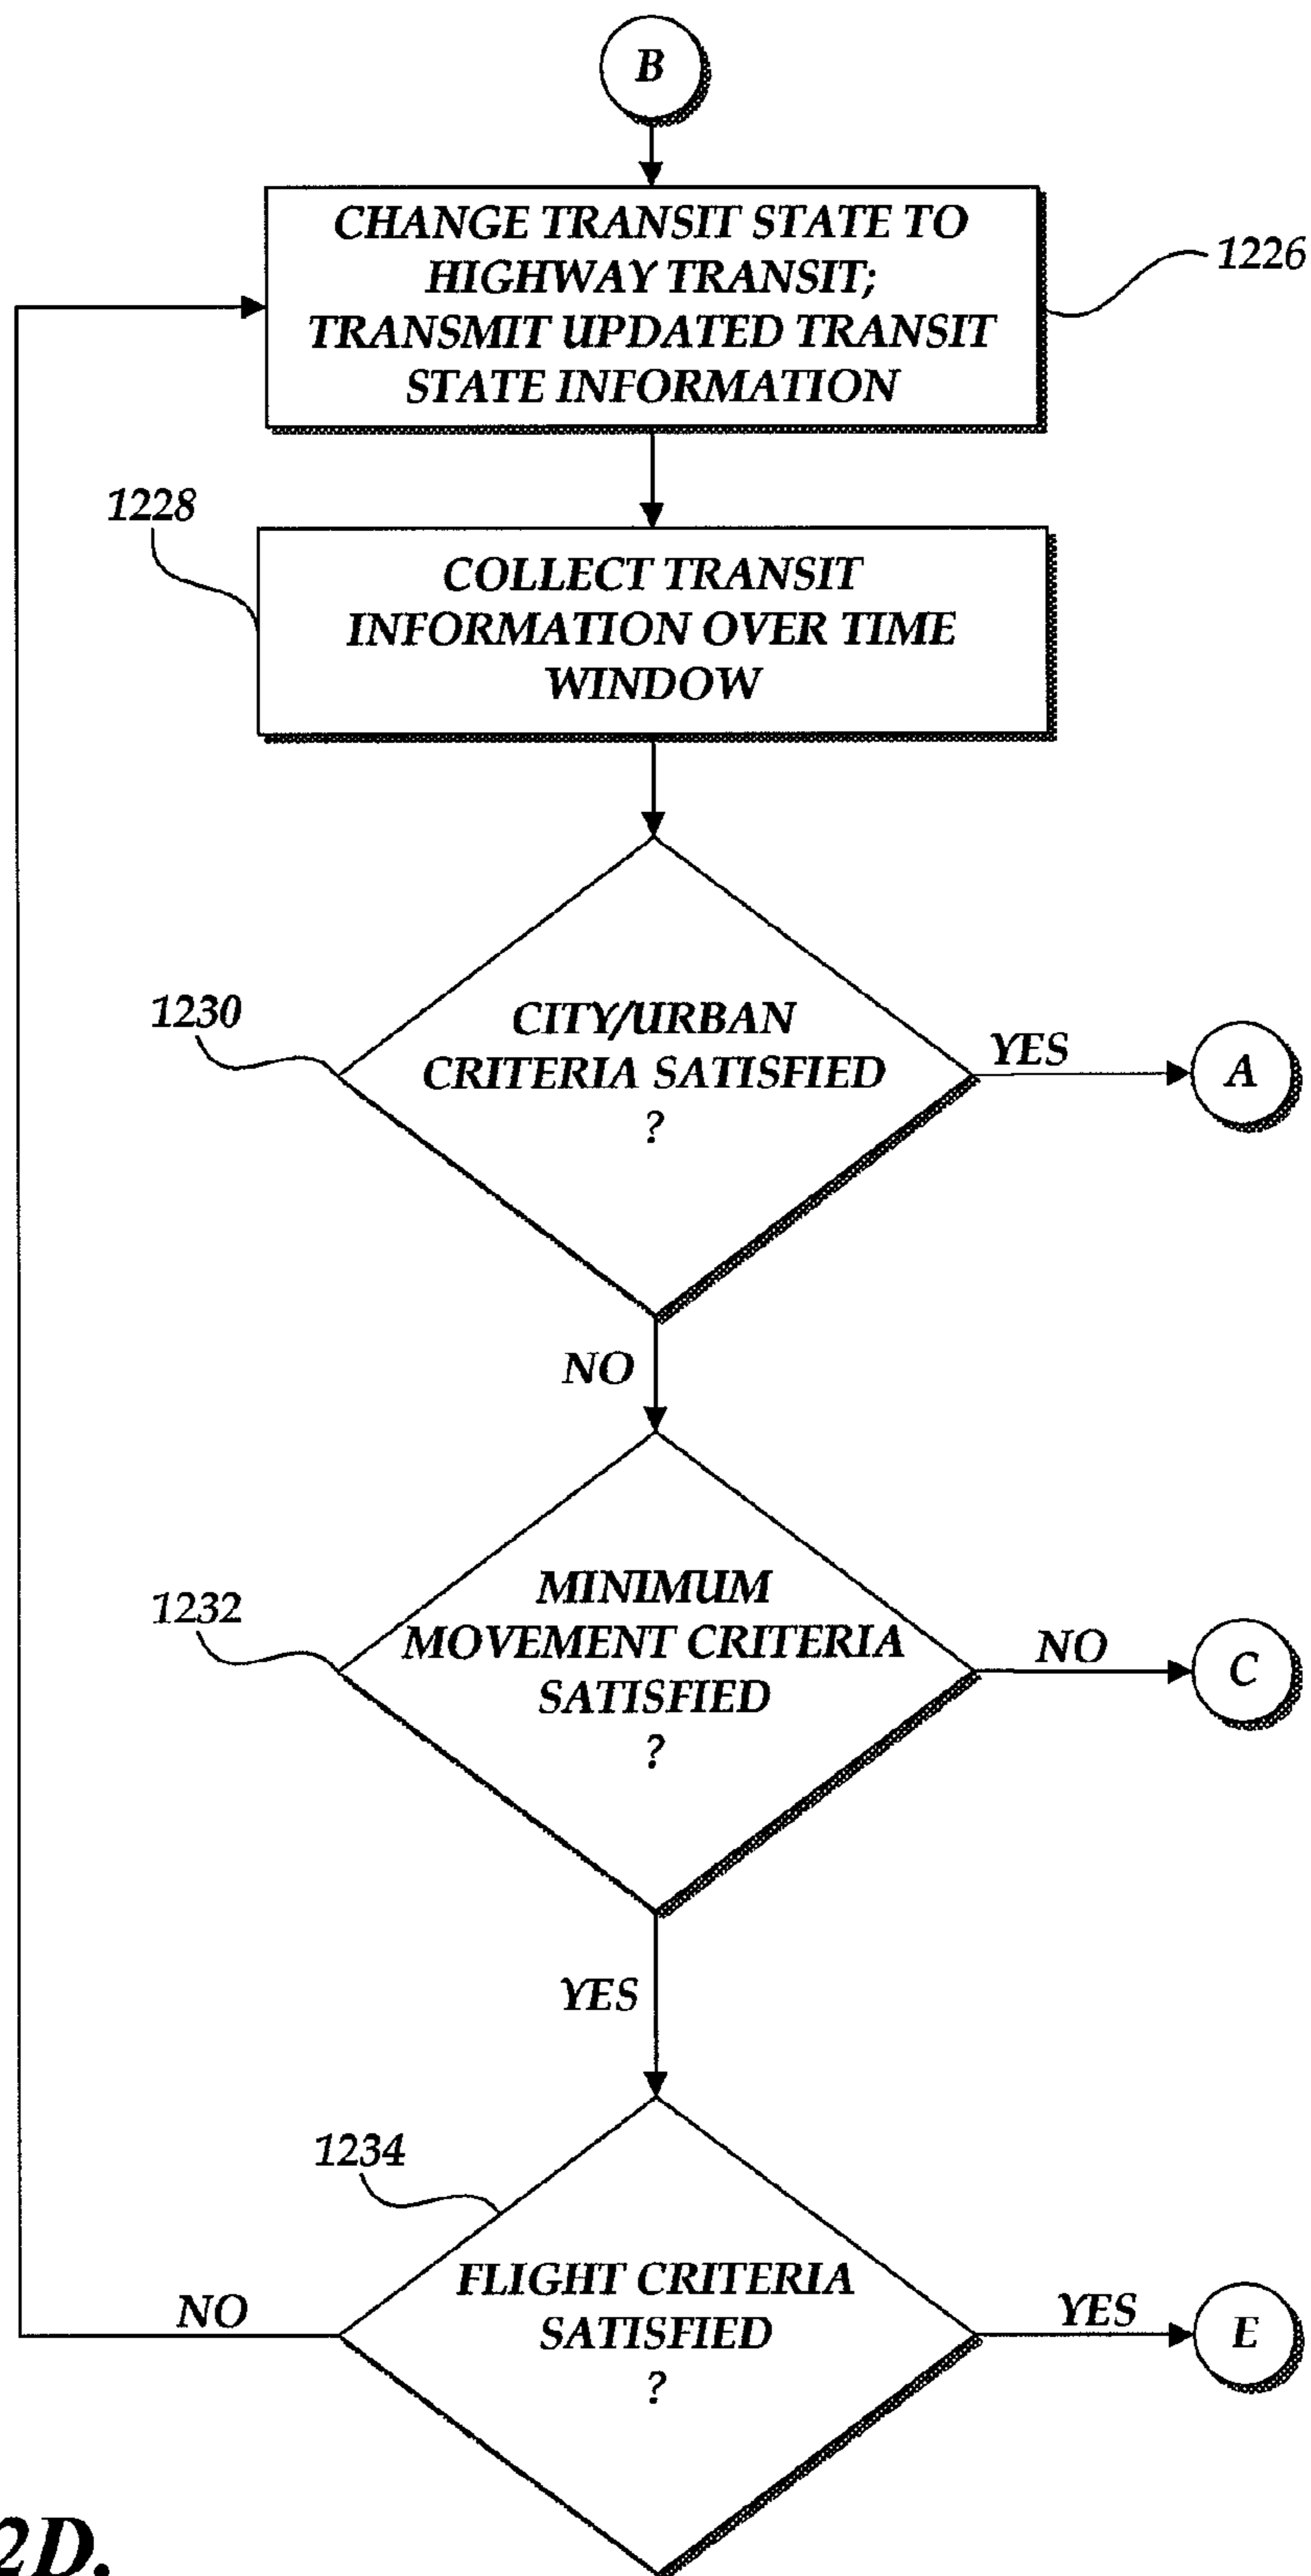 B
CHANGE TRANSIT STATE TO
HIGHWAY TRANSIT;
TRANSMIT UPDATED TRANSIT
STATE INFORMATION
1226
1228
COLLECT TRANSIT
INFORMATION OVER TIME
WINDOW
1230
CITY/URBAN
CRITERIA SATISFIED
?
YES
A
NO
1232
MINIMUM
MOVEMENT CRITERIA
SATISFIED
?
NO
C
YES
1234
FLIGHT CRITERIA
SATISFIED
?
NO
YES
E
2D.